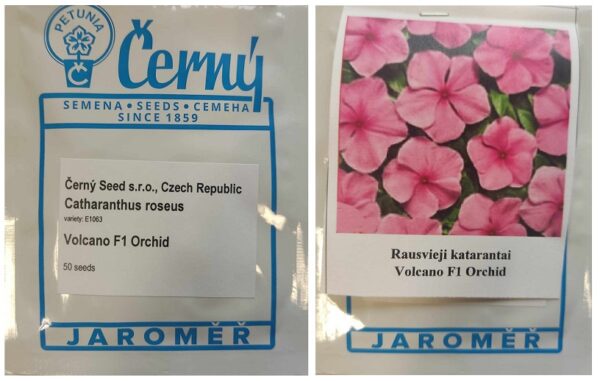 PETUNIA
Č
Černý
SEMENA • SEEDS • СЕМЕНА
SINCE 1859
Černý Seed s.r.o., Czech Republic
Catharanthus roseus
variety: E1063
Volcano F1 Orchid
50 seeds
JAROMĚŘ
Rausvieji katarantai
Volcano F1 Orchid
JAROMĚŘ